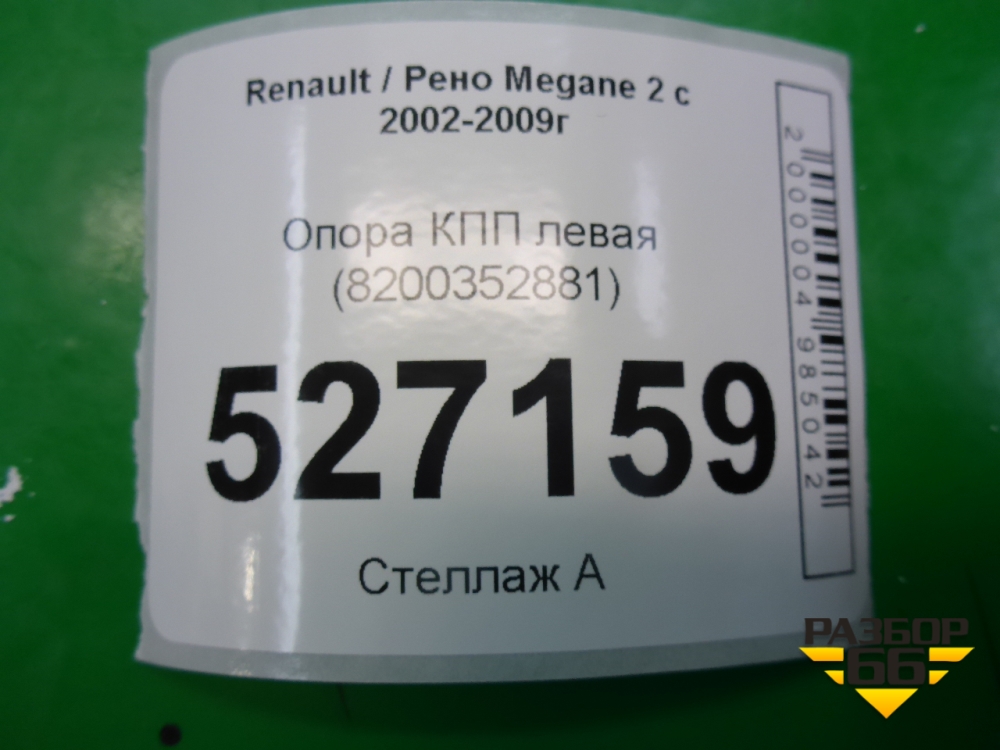 Renault / Рено Megane 2 с
2002-2009г
Опора КПП левая
(8200352881)
527159
Стеллаж А
2000004985042
РАЗБОР
66